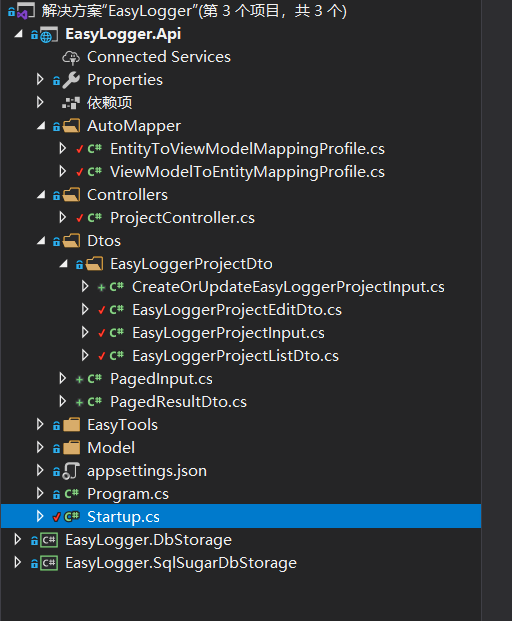 解决方案“EasyLogger”(第 3 个项目，共 3 个)
EasyLogger.Api
Connected Services
Properties
依赖项
AutoMapper
C# EntityToViewModelMappingProfile.cs
C# ViewModelToEntityMappingProfile.cs
Controllers
C# ProjectController.cs
Dtos
EasyLoggerProjectDto
C# CreateOrUpdateEasyLoggerProjectInput.cs
C# EasyLoggerProjectEditDto.cs
C# EasyLoggerProjectInput.cs
C# EasyLoggerProjectListDto.cs
C# PagedInput.cs
C# PagedResultDto.cs
EasyTools
Model
appsettings.json
C# Program.cs
C# Startup.cs
C# EasyLogger.DbStorage
C# EasyLogger.SqlSugarDbStorage